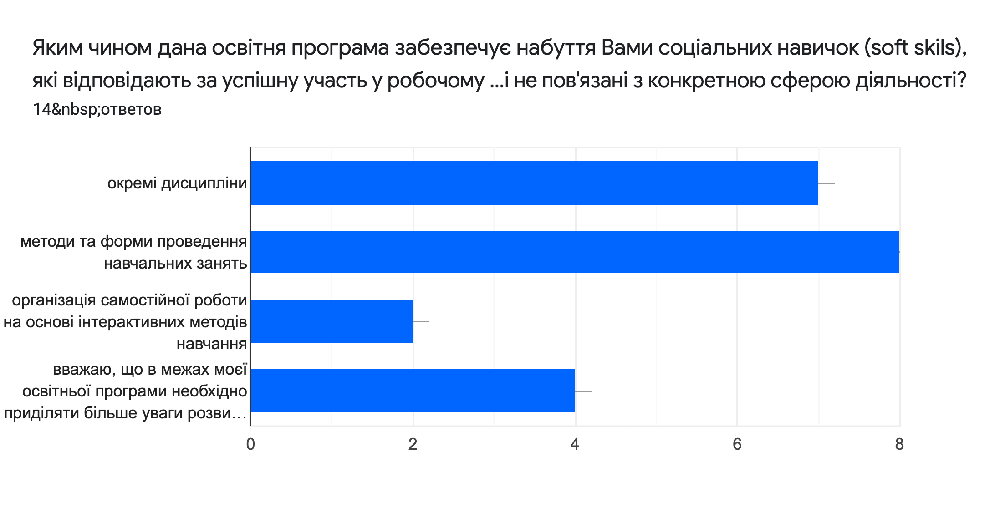 Яким чином дана освітня програма забезпечує набуття Вами соціальних навичок (soft skils),
які відповідають за успішну участь у робочому ...і не пов'язані з конкретною сферою діяльності?
14&nbsp;ответов
окремі дисципліни
методи та форми проведення
навчальних занять
організація самостійної роботи
на основі інтерактивних методів
навчання
вважаю, що в межах моєї
освітньої програми необхідно
приділяти більше уваги розви…
0 2 4 6 8